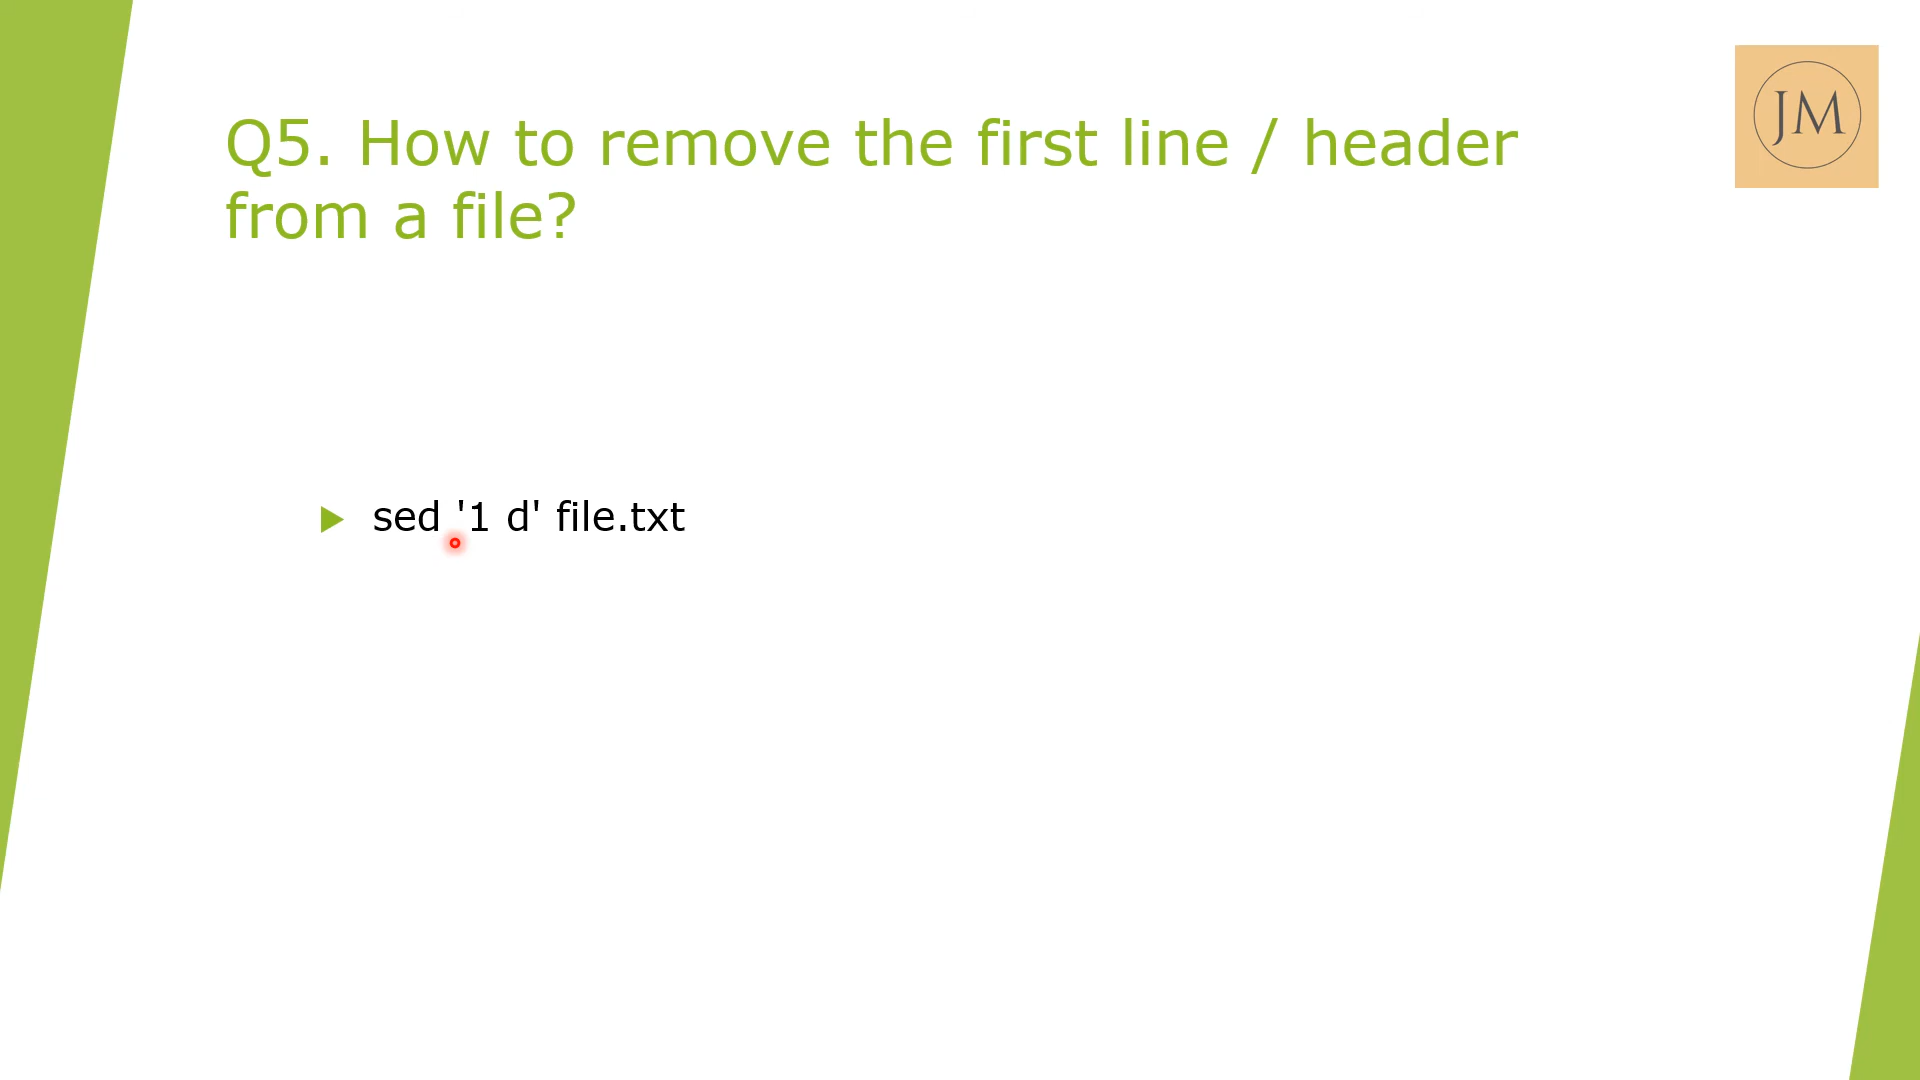 JM
Q5. How to remove the first line / header
from a file?
sed '1 d' file.txt